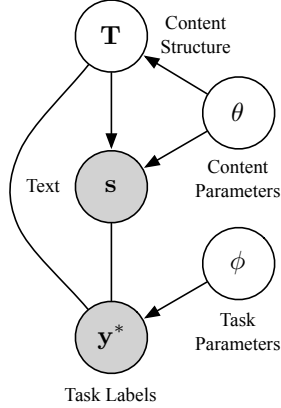 T
Content
Structure
θ
Text
s
Content
Parameters
ϕ
y*
Task
Parameters
Task Labels